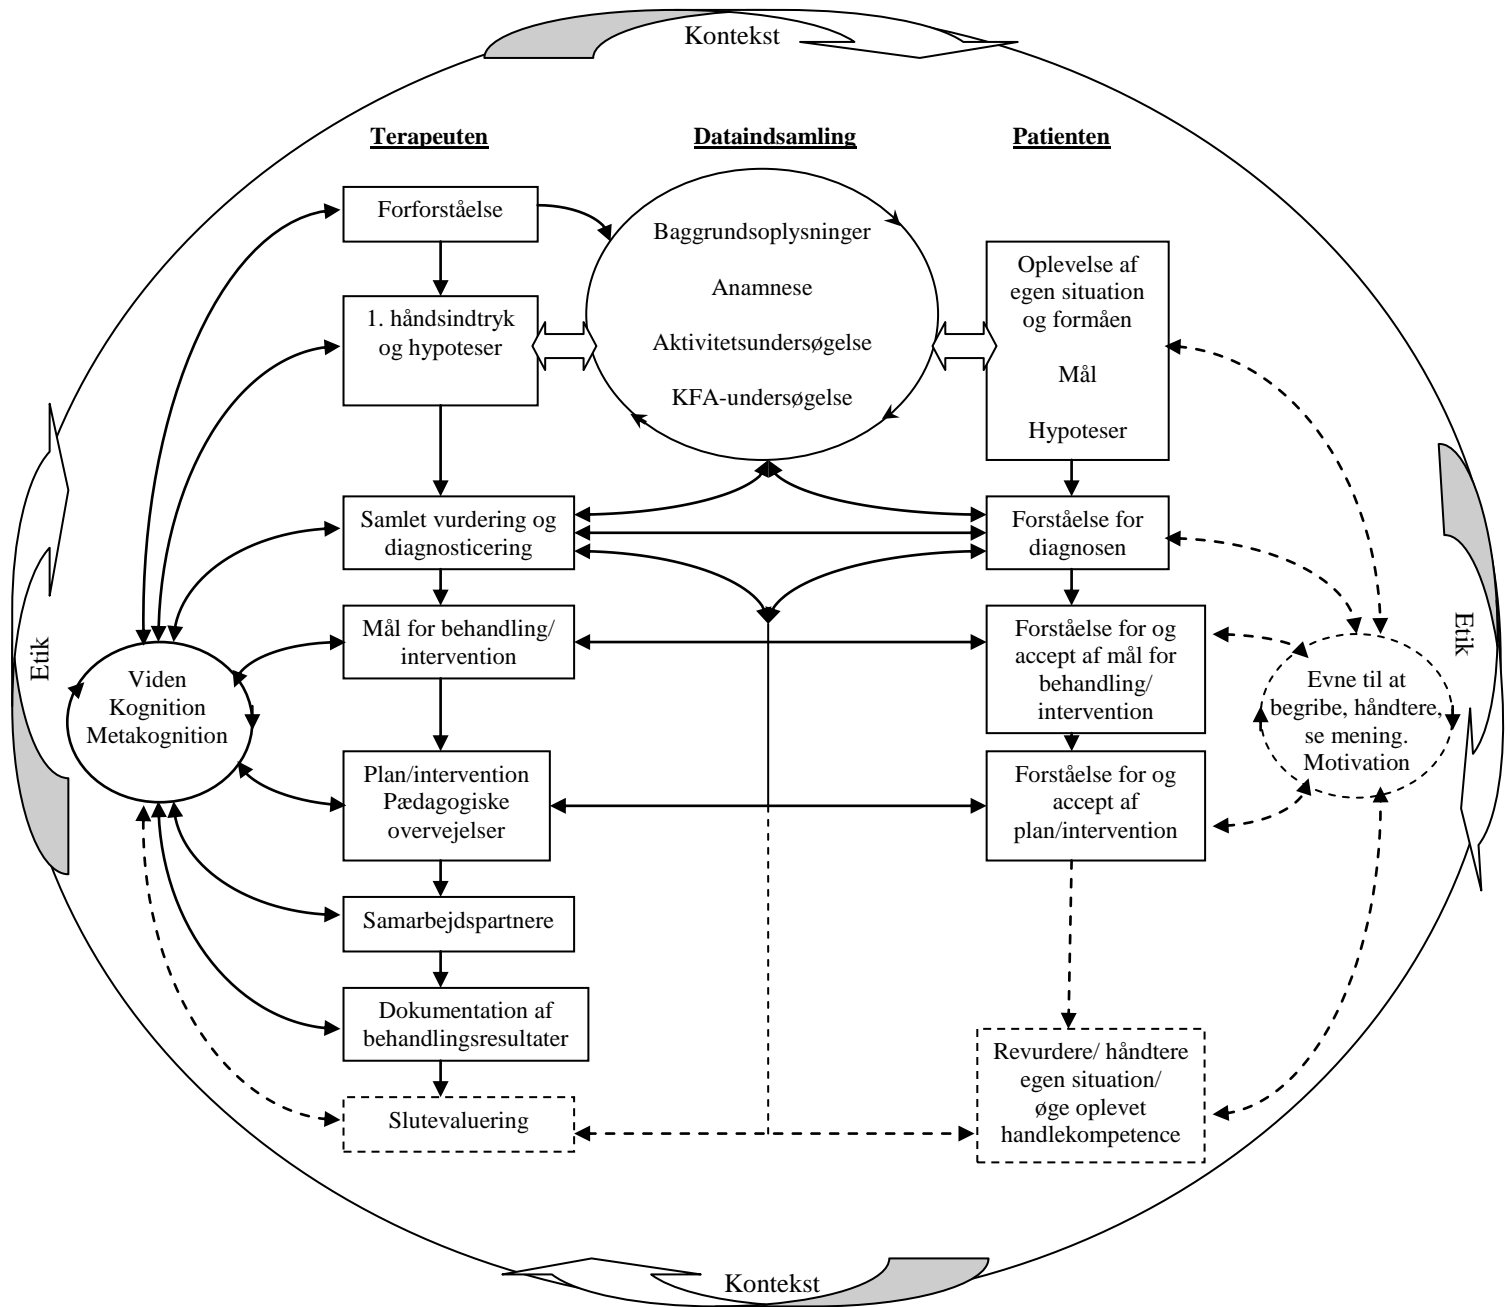 Kontekst
Terapeuten
Dataindsamling
Patienten
Forforståelse
1. håndsindtryk
og hypoteser
Baggrundsoplysninger
Anamnese
Aktivitetsundersøgelse
KFA-undersøgelse
Oplevelse af
egen situation
og formåen
Mål
Hypoteser
Samlet vurdering og
diagnosticering
Forståelse for
diagnosen
Mål for behandling/
intervention
Forståelse for og
accept af mål for
behandling/
intervention
Etik
Viden
Kognition
Metakognition
Evne til at
begribe, håndtere,
se mening.
Motivation
Etik
Plan/intervention
Pædagogiske
overvejelser
Forståelse for og
accept af
plan/intervention
Samarbejdspartnere
Dokumentation af
behandlingsresultater
Slutevaluering
Revurdere/ håndtere
egen situation/
øge oplevet
handlekompetence
Kontekst